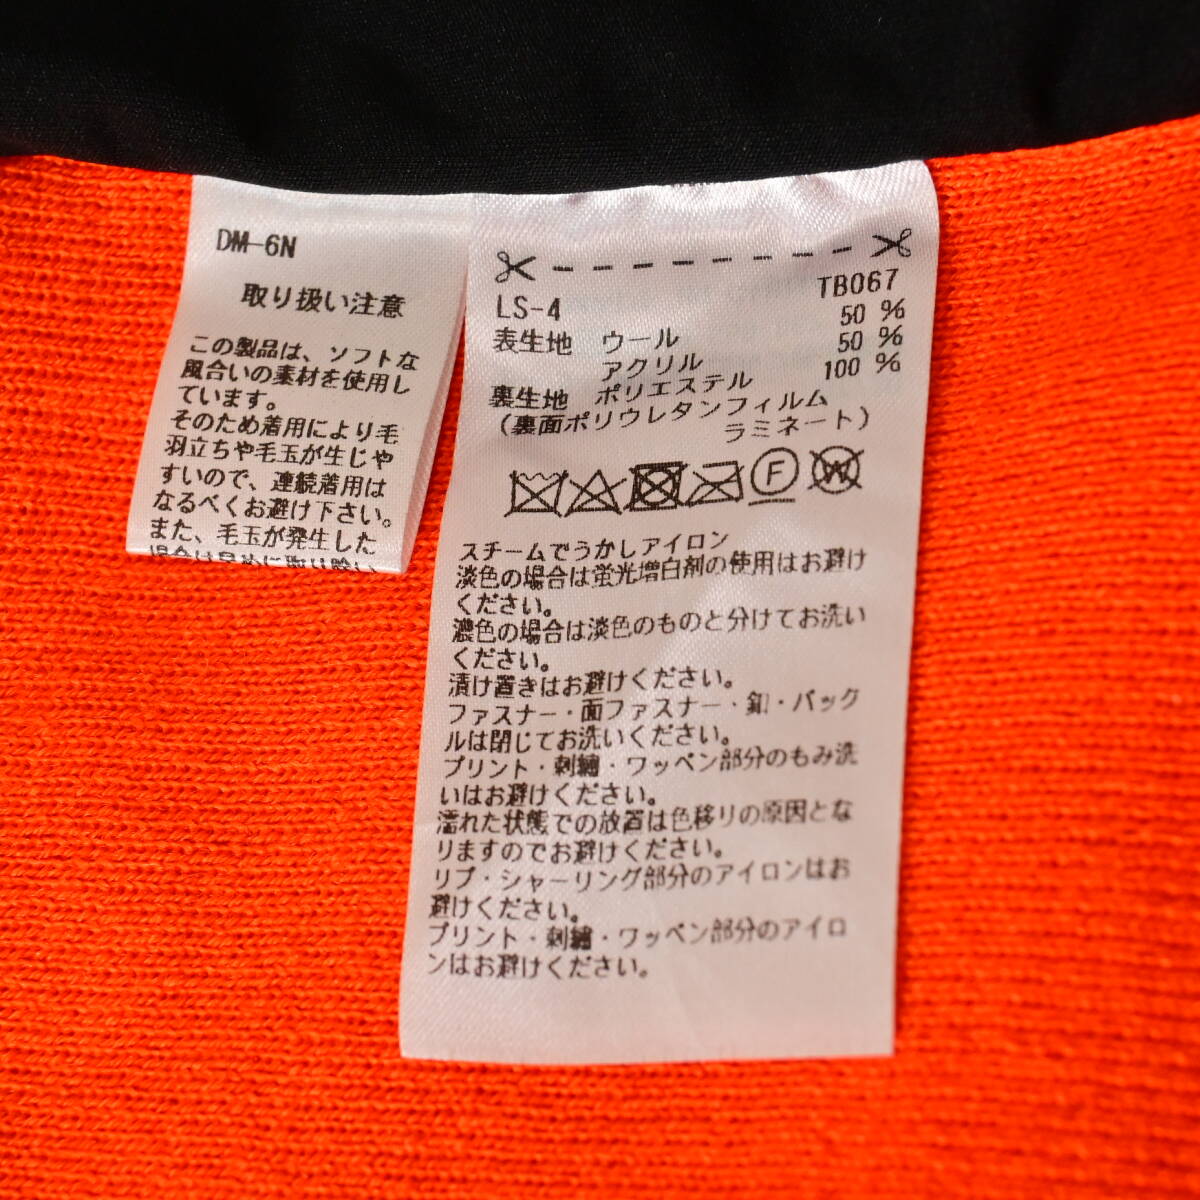 DM-6N
取り扱い注意
この製品は、ソフトな
風合いの素材を使用し
ています。
そのため着用により毛
羽立ちや毛玉が生じや
すいので、連続着用は
なるべくお避け下さい。
また、毛玉が発生した
場合は早めに取り除い
LS-4 TB067
表生地 ウール 50 %
アクリル 50 %
裏生地 ポリエステル 100 %
(裏面ポリウレタンフィルム
ラミネート)
F W
スチームでうかしアイロン
淡色の場合は蛍光増白剤の使用はお避け
ください。
濃色の場合は淡色のものと分けてお洗い
ください。
漬け置きはお避けください。
ファスナー・面ファスナー・釦・バック
ルは閉じてお洗いください。
プリント・刺繍・ワッペン部分のもみ洗
いはお避けください。
濡れた状態での放置は色移りの原因とな
りますのでお避けください。
リブ・シャーリング部分のアイロンはお
避けください。
プリント・刺繍・ワッペン部分のアイロ
ンはお避けください。